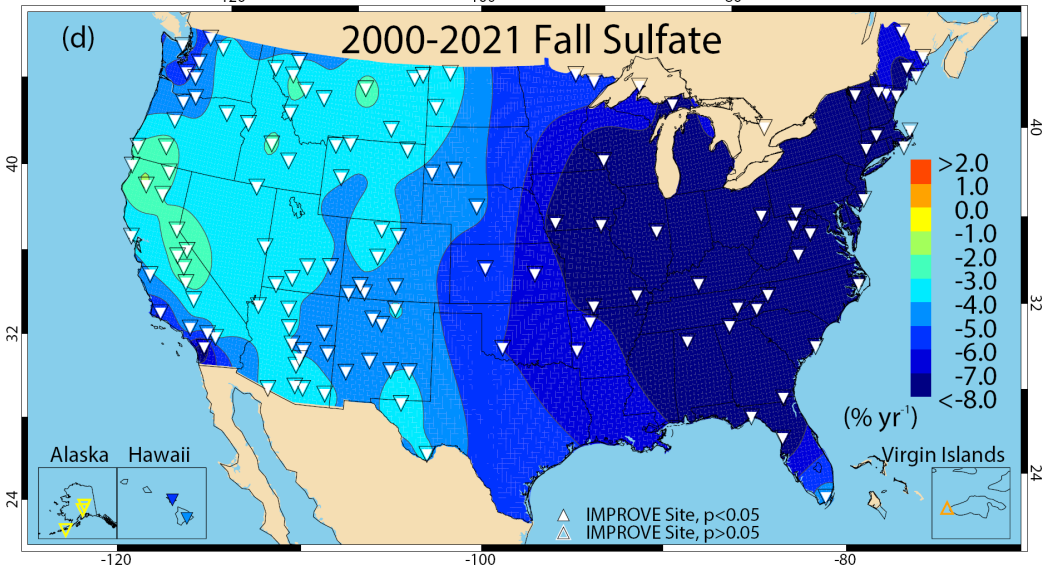 (d)
2000-2021 Fall Sulfate
40
32
24
40
32
24
>2.0
1.0
0.0
-1.0
-2.0
-3.0
-4.0
-5.0
-6.0
-7.0
<-8.0
(% yr-1)
Alaska
Hawaii
Virgin Islands
IMPROVE Site, p<0.05
IMPROVE Site, p>0.05
-120
-100
-80